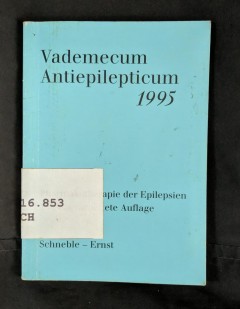 Vademecum
Antiepilepticum
1995
16.853
CH
der Epilepsien
Auflage
Schneble – Ernst